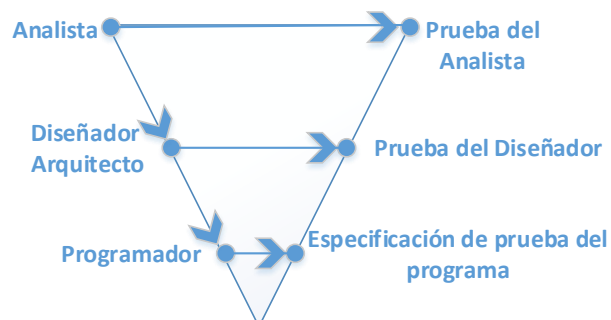 Analista
Prueba del
Analista
Diseñador
Arquitecto
Prueba del Diseñador
Programador
Especificación de prueba del
programa